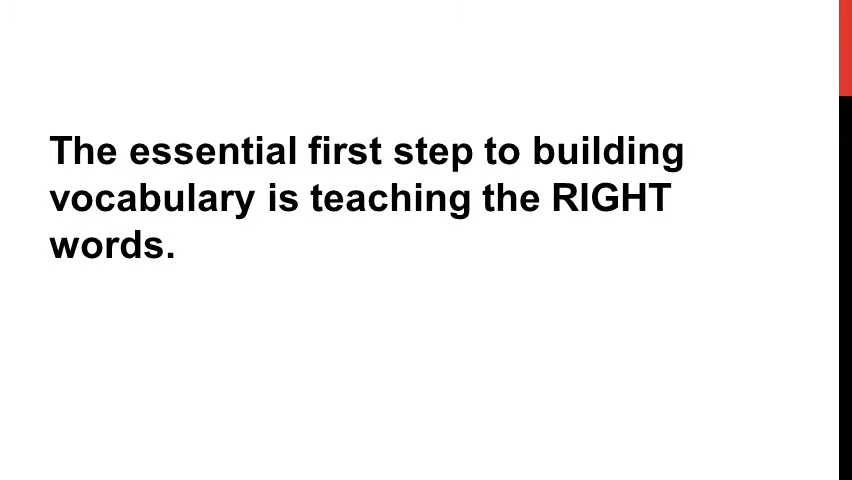 The essential first step to building
vocabulary is teaching the RIGHT
words.